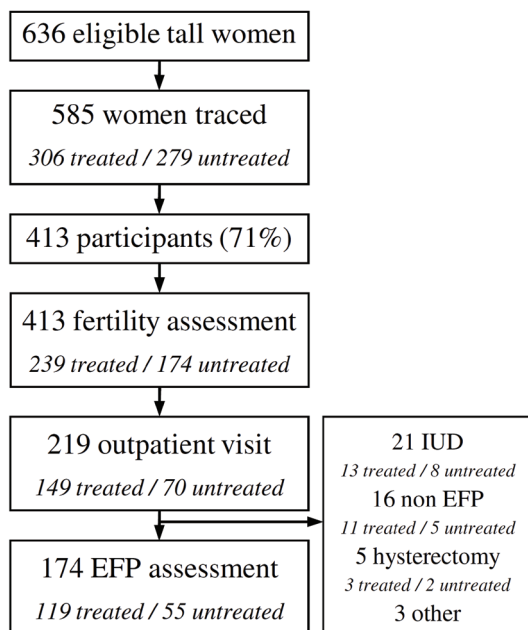 636 eligible tall women
585 women traced
306 treated / 279 untreated
413 participants (71%)
413 fertility assessment
239 treated / 174 untreated
219 outpatient visit
149 treated / 70 untreated
21 IUD
13 treated / 8 untreated
16 non EFP
11 treated / 5 untreated
5 hysterectomy
3 treated / 2 untreated
3 other
174 EFP assessment
119 treated / 55 untreated